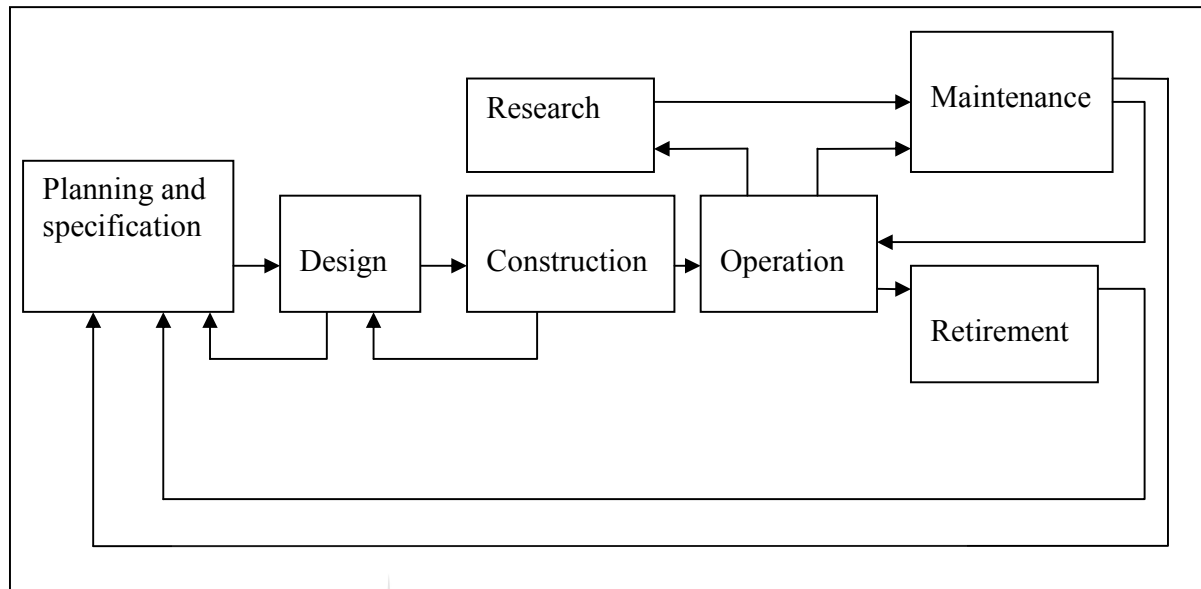 Research
Maintenance
Planning and
specification
Design
Construction
Operation
Retirement